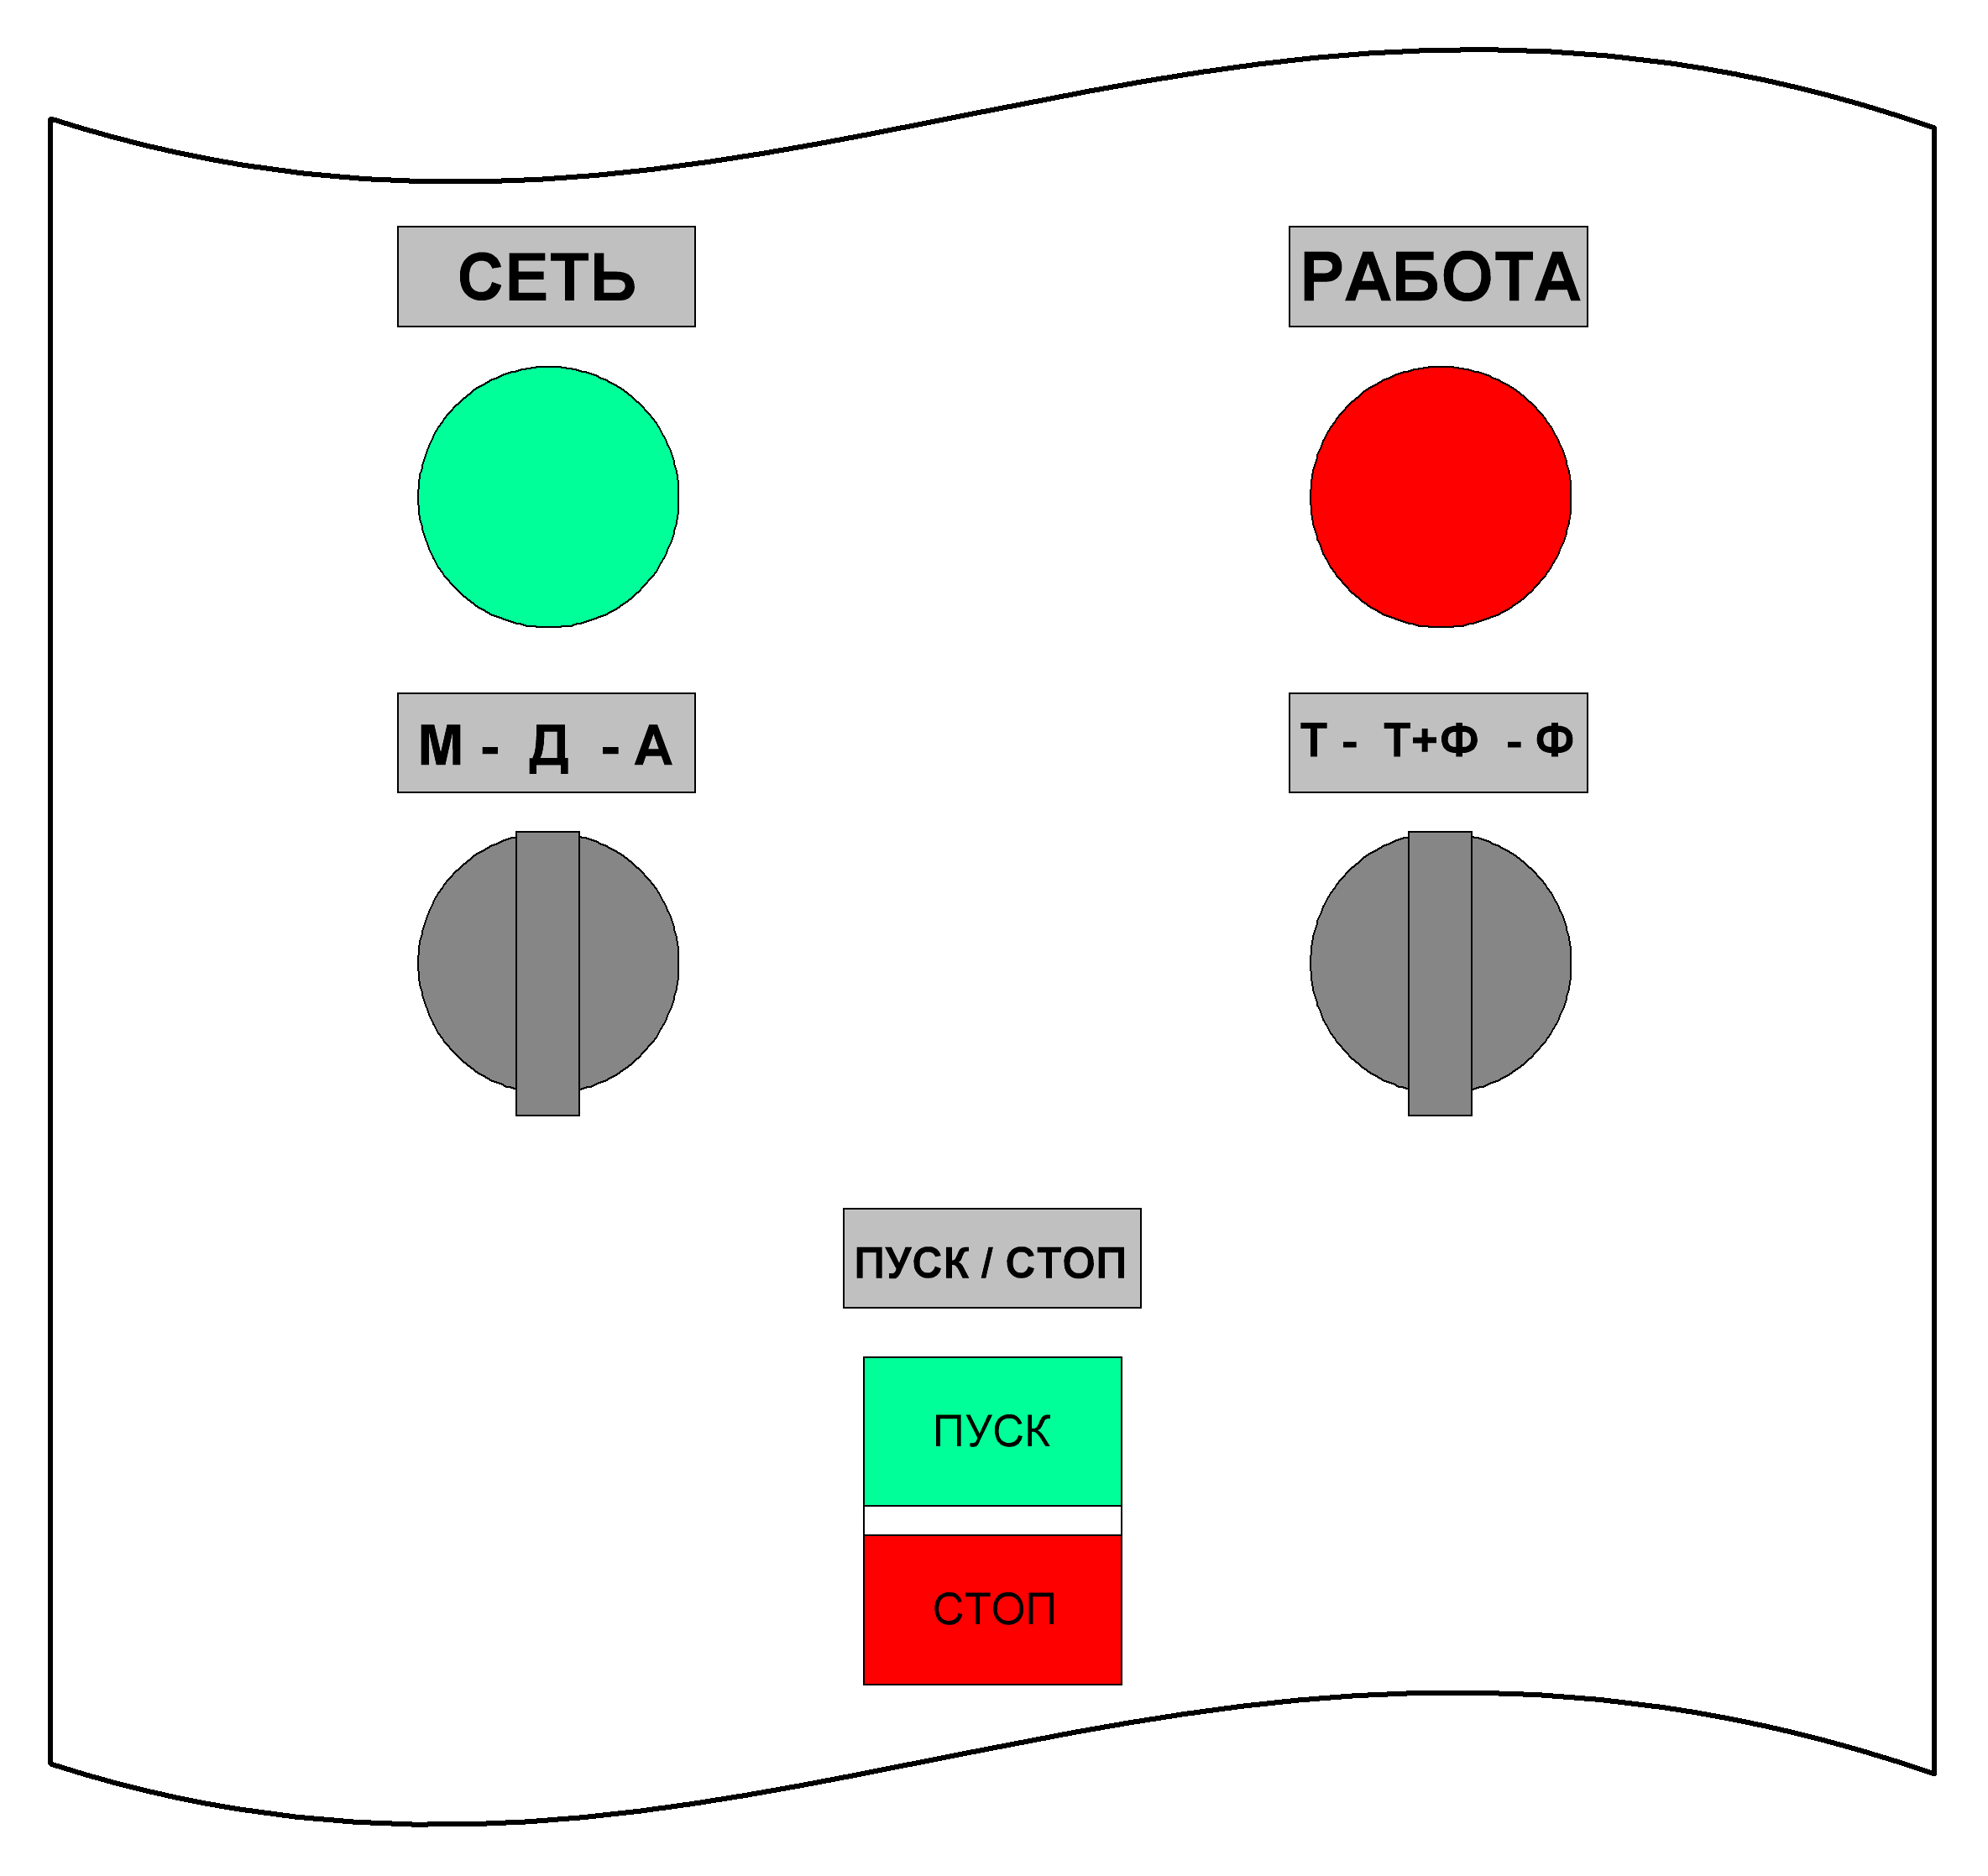 СЕТЬ
РАБОТА
М - Д - А
Т - Т+Ф - Ф
ПУСК / СТОП
ПУСК
СТОП